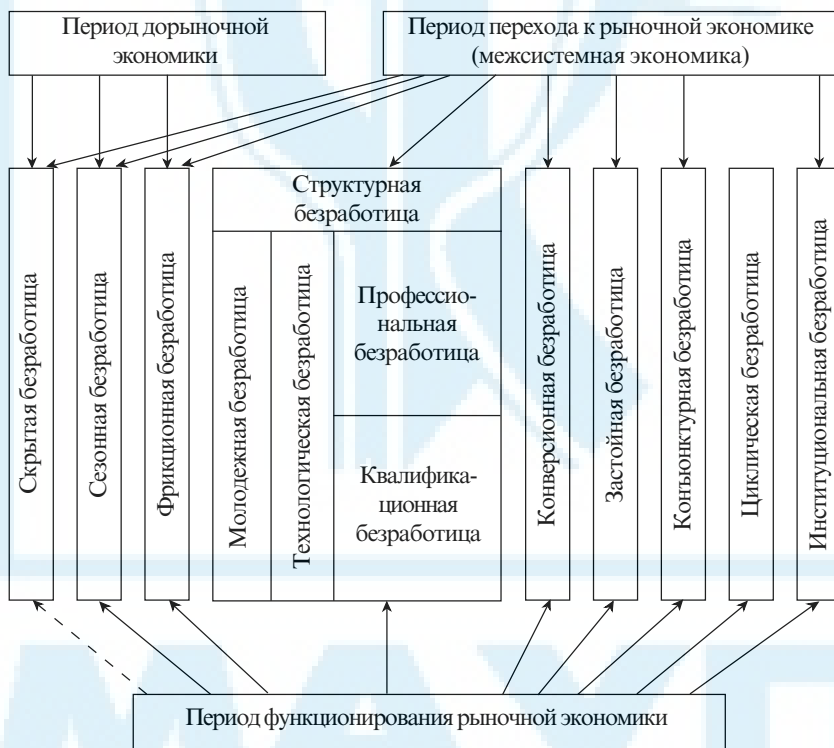 Период дорыночной
экономики
Период перехода к рыночной экономике
(межсистемная экономика)
Скрытая безработица
Сезонная безработица
Фрикционная безработица
Структурная
безработица
Молодежная безработица
Технологическая безработица
Профессио-
нальная
безработица
Квалифика-
ционная
безработица
Конверсионная безработица
Застойная безработица
Конъюнктурная безработица
Циклическая безработица
Институциональная безработица
Период функционирования рыночной экономики
МАУП